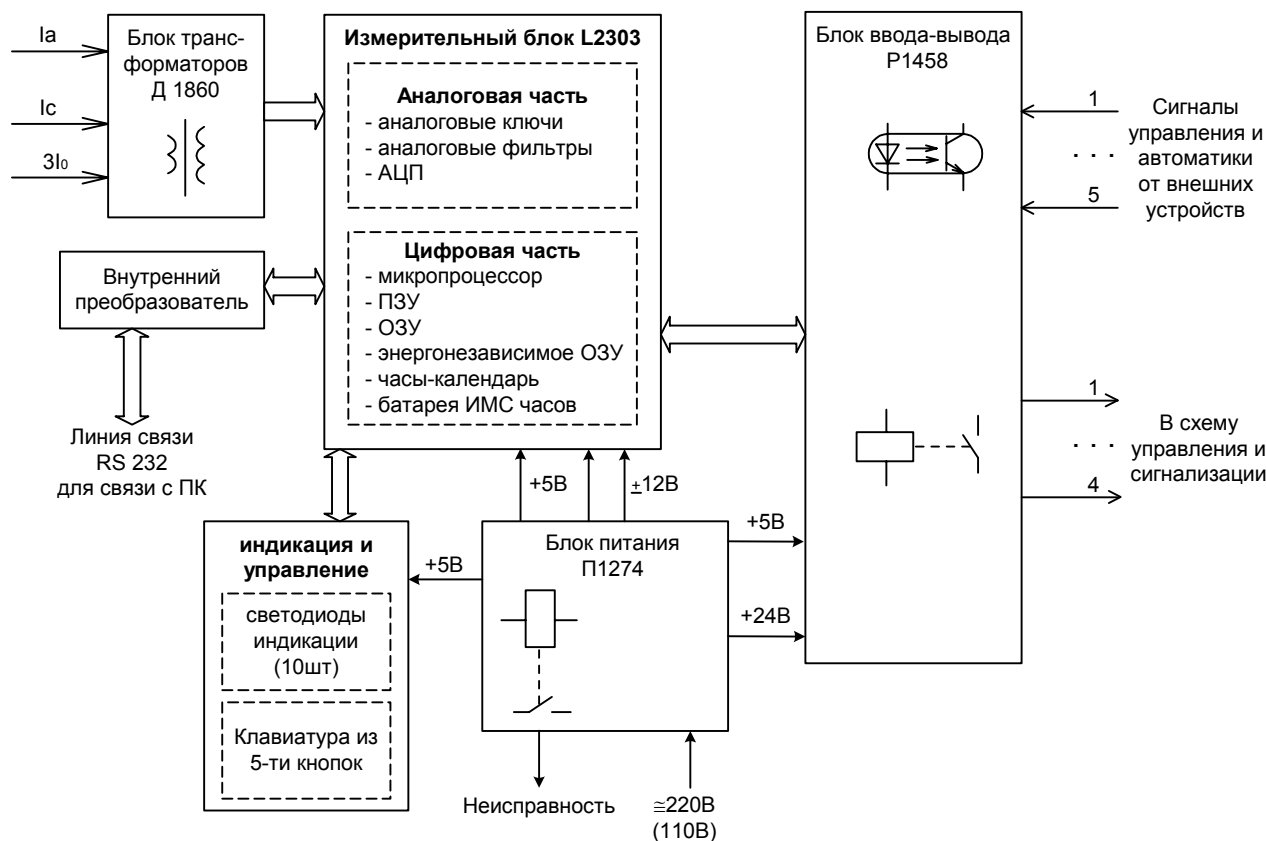 Ia
Ic
3I₀
Блок транс-
форматоров
Д 1860
Измерительный блок L2303
Аналоговая часть
- аналоговые ключи
- аналоговые фильтры
- АЦП
Цифровая часть
- микропроцессор
- ПЗУ
- ОЗУ
- энергонезависимое ОЗУ
- часы-календарь
- батарея ИМС часов
Блок ввода-вывода
Р1458
1
. . .
5
Сигналы
управления и
автоматики
от внешних
устройств
1
. . .
4
В схему
управления и
сигнализации
Внутренний
преобразователь
Линия связи
RS 232
для связи с ПК
+5В
±12В
индикация и
управление
светодиоды
индикации
(10шт)
Клавиатура из
5-ти кнопок
+5В
Блок питания
П1274
+5В
+24В
Неисправность
≅220В
(110В)